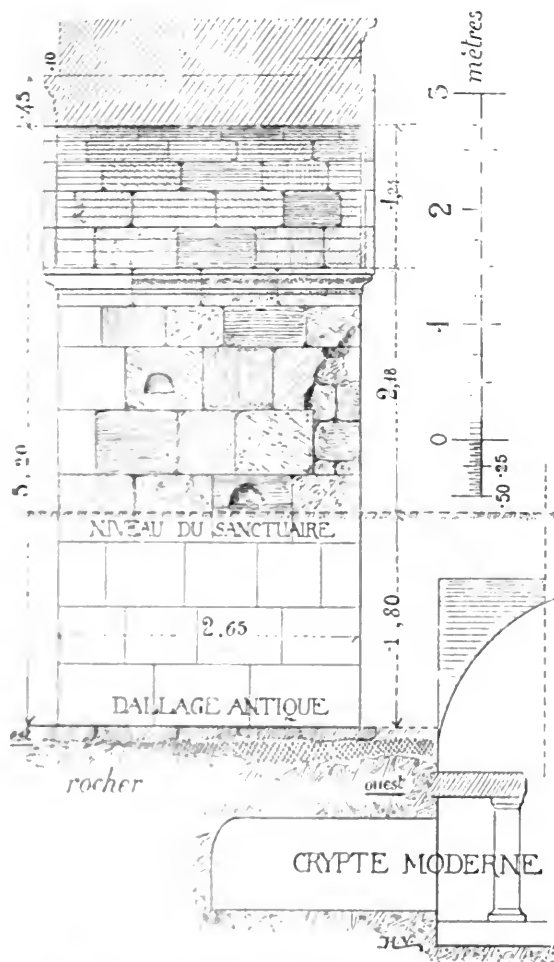 ,10
mètres
3
,45
1,24
2
1
2,18
5,20
0
,25
,50
NIVEAU DU SANCTUAIRE
2,65
1,80
DALLAGE ANTIQUE
rocher
ouest
CRYPTE MODERNE
H.V.